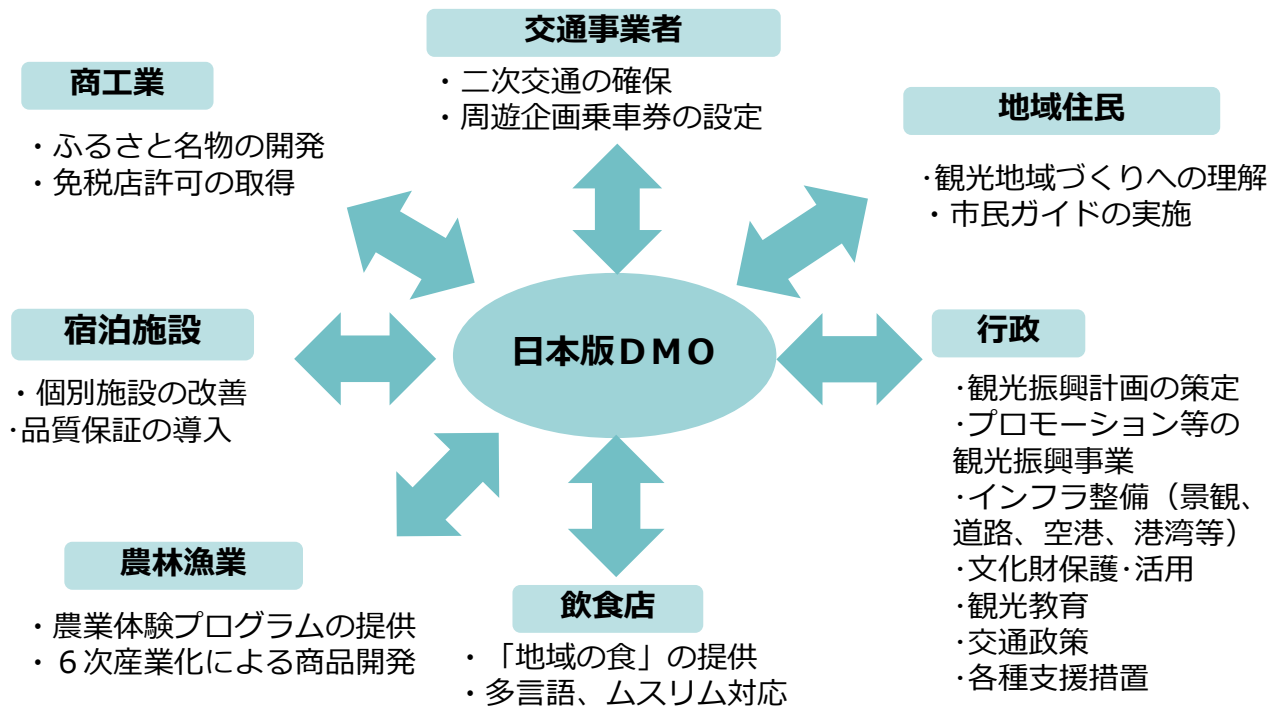 交通事業者
・二次交通の確保
・周遊企画乗車券の設定
商工業
・ふるさと名物の開発
・免税店許可の取得
地域住民
･観光地域づくりへの理解
・市民ガイドの実施
宿泊施設
・個別施設の改善
･品質保証の導入
日本版ＤＭＯ
行政
･観光振興計画の策定
･プロモーション等の
観光振興事業
･インフラ整備（景観、
道路、空港、港湾等）
･文化財保護･活用
･観光教育
･交通政策
･各種支援措置
農林漁業
・農業体験プログラムの提供
・６次産業化による商品開発
飲食店
・「地域の食」の提供
・多言語、ムスリム対応